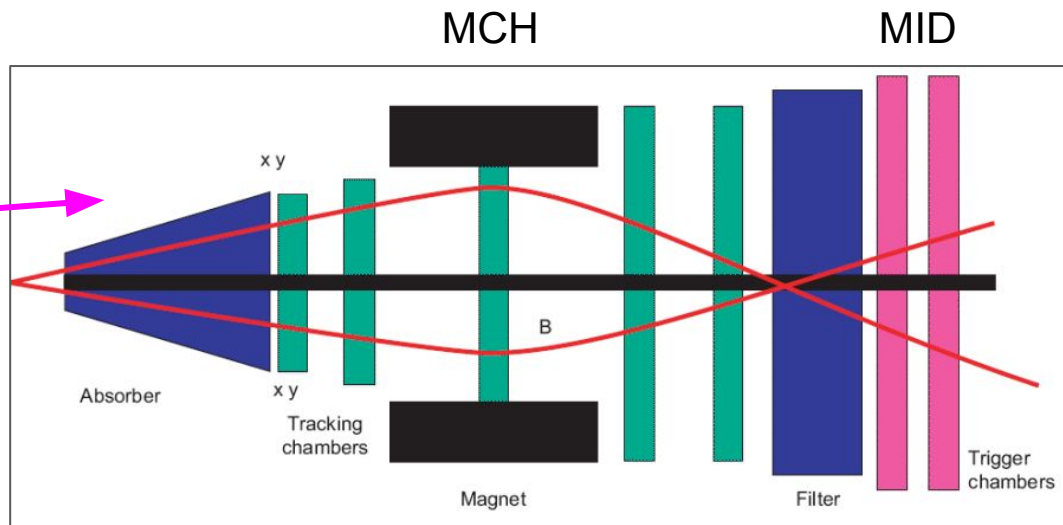 MCH
MID
x y
B
x y
Absorber
Tracking
chambers
Magnet
Filter
Trigger
chambers